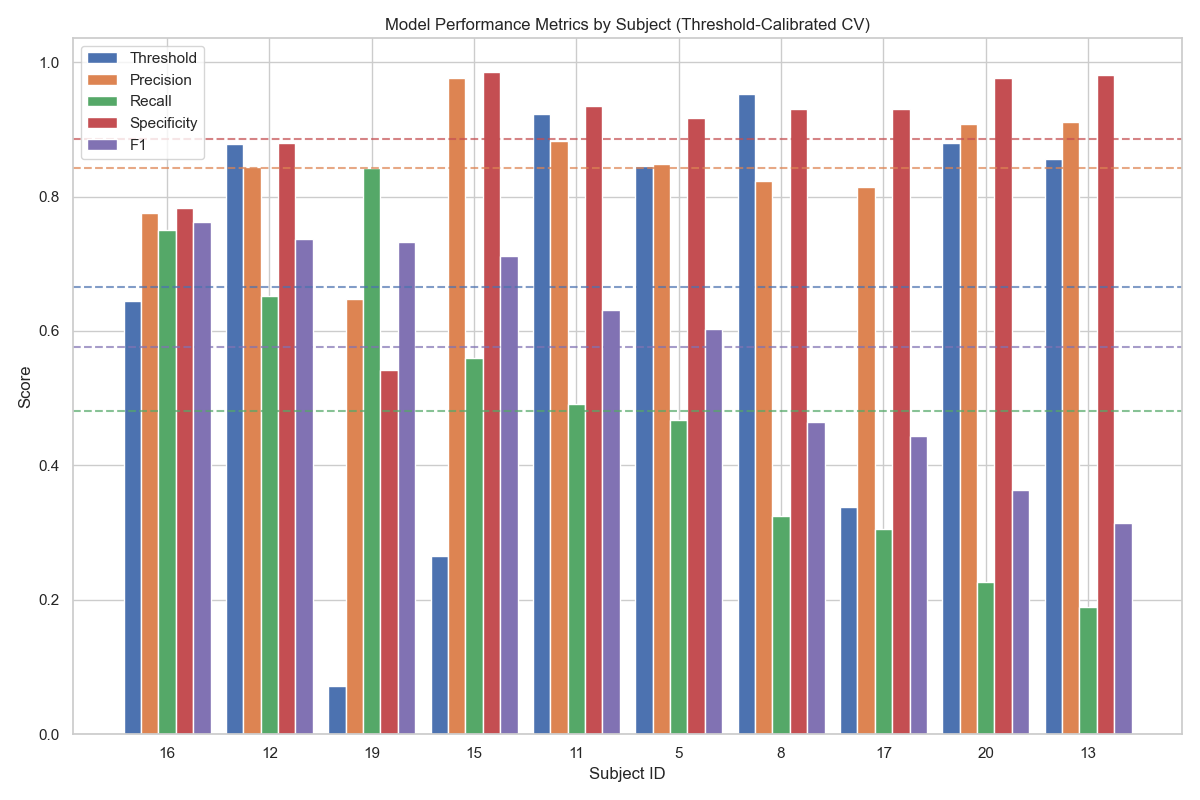 Model Performance Metrics by Subject (Threshold-Calibrated CV)
Threshold
Precision
Recall
Specificity
F1
Score
1.0
0.8
0.6
0.4
0.2
0.0
16 12 19 15 11 5 8 17 20 13
Subject ID